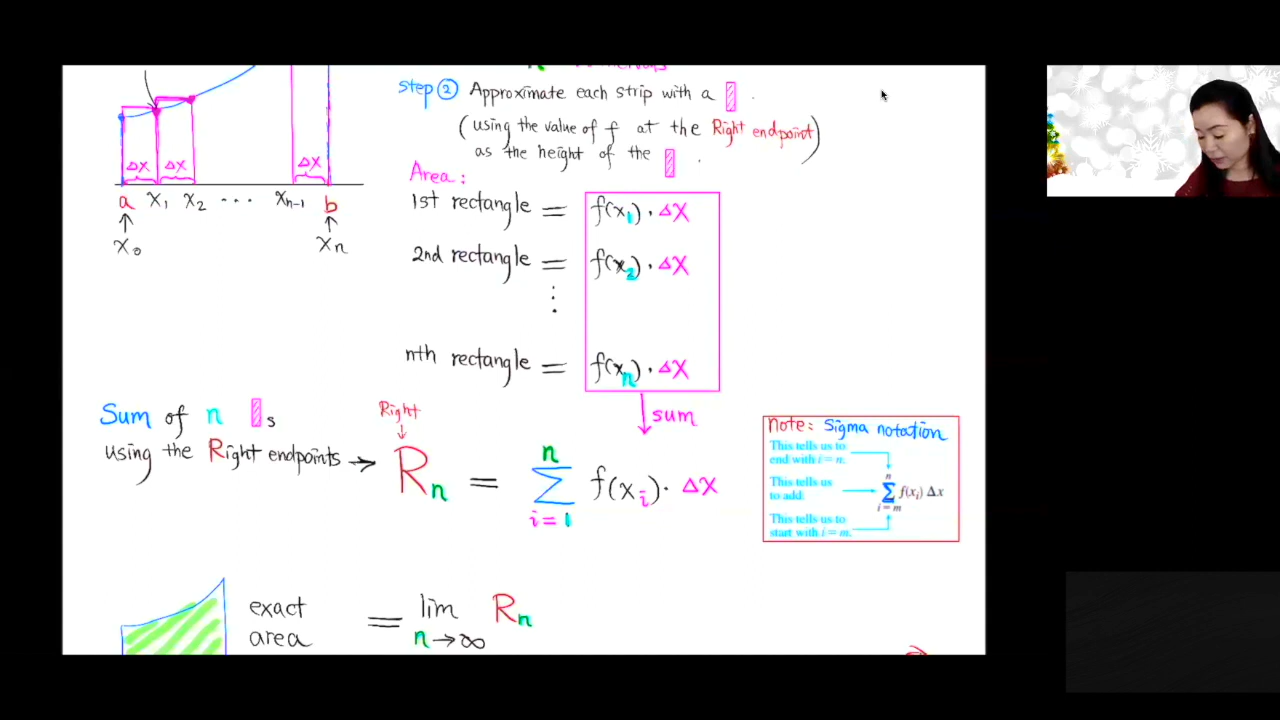 step ② Approximate each strip with a .
(using the value of f at the Right endpoint)
as the height of the .
Area:
1st rectangle = f(x₁) · ΔX
2nd rectangle = f(x₂) · ΔX
⋮
nth rectangle = f(xₙ) · ΔX
ΔX ΔX ΔX
a X₁ X₂ · · · Xₙ₋₁ b
↑ ↑
X₀ Xₙ
sum
Sum of n s
using the Right endpoints →
Right
↓
Rₙ = n Σ i=1 f(xᵢ) · ΔX
note: Sigma notation
This tells us to
end with i = n.
This tells us
to add.
This tells us to
start with i = m.
n Σ i = m f(xᵢ) Δx
exact
area
= lim n→∞ Rₙ